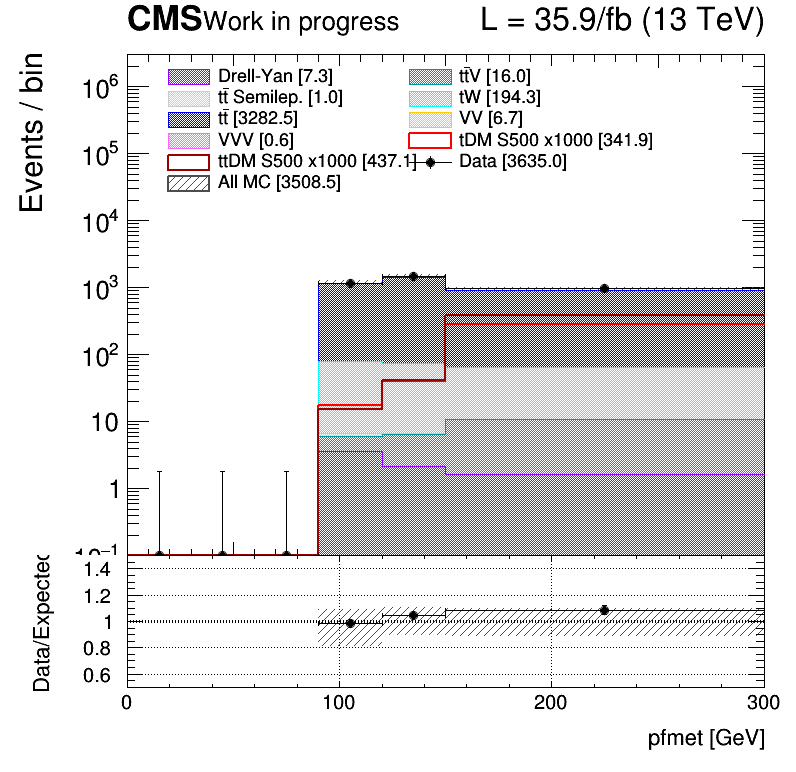 CMS Work in progress L = 35.9/fb (13 TeV)
Events / bin
Drell-Yan [7.3] tt̄V [16.0]
tt̄ Semilep. [1.0] tW [194.3]
tt̄ [3282.5] VV [6.7]
VVV [0.6] tDM S500 x1000 [341.9]
ttDM S500 x1000 [437.1] Data [3635.0]
All MC [3508.5]
10⁶
10⁵
10⁴
10³
10²
10
1
10⁻¹
Data/Expected
1.4
1.2
1
0.8
0.6
0 100 200 300
pfmet [GeV]